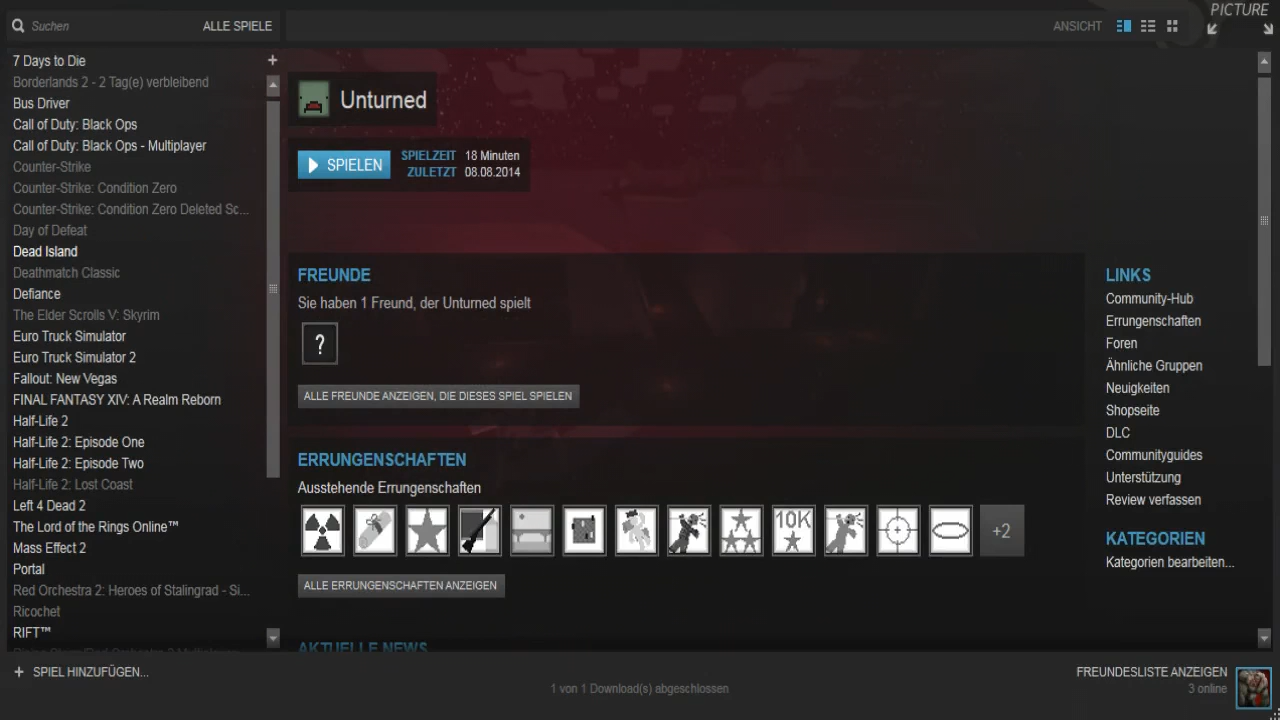 PICTURE
Suchen
ALLE SPIELE
ANSICHT
7 Days to Die
+
Borderlands 2 - 2 Tag(e) verbleibend
Bus Driver
Call of Duty: Black Ops
Call of Duty: Black Ops - Multiplayer
Counter-Strike
Counter-Strike: Condition Zero
Counter-Strike: Condition Zero Deleted Sc...
Day of Defeat
Dead Island
Deathmatch Classic
Defiance
The Elder Scrolls V: Skyrim
Euro Truck Simulator
Euro Truck Simulator 2
Fallout: New Vegas
FINAL FANTASY XIV: A Realm Reborn
Half-Life 2
Half-Life 2: Episode One
Half-Life 2: Episode Two
Half-Life 2: Lost Coast
Left 4 Dead 2
The Lord of the Rings Online™
Mass Effect 2
Portal
Red Orchestra 2: Heroes of Stalingrad - Si...
Ricochet
RIFT™
+ SPIEL HINZUFÜGEN...
Unturned
SPIELEN
SPIELZEIT 18 Minuten
ZULETZT 08.08.2014
FREUNDE
Sie haben 1 Freund, der Unturned spielt
?
ALLE FREUNDE ANZEIGEN, DIE DIESES SPIEL SPIELEN
ERRUNGENSCHAFTEN
Ausstehende Errungenschaften
10K
+2
ALLE ERRUNGENSCHAFTEN ANZEIGEN
AKTUELLE NEWS
LINKS
Community-Hub
Errungenschaften
Foren
Ähnliche Gruppen
Neuigkeiten
Shopseite
DLC
Communityguides
Unterstützung
Review verfassen
KATEGORIEN
Kategorien bearbeiten...
1 von 1 Download(s) abgeschlossen
FREUNDESLISTE ANZEIGEN
3 online